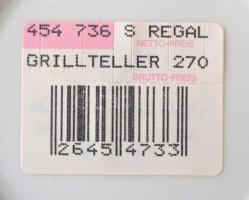 454 736 S REGAL
NETTO-PREIS
GRILLTELLER 270
BRUTTO-PREIS
2645 4733